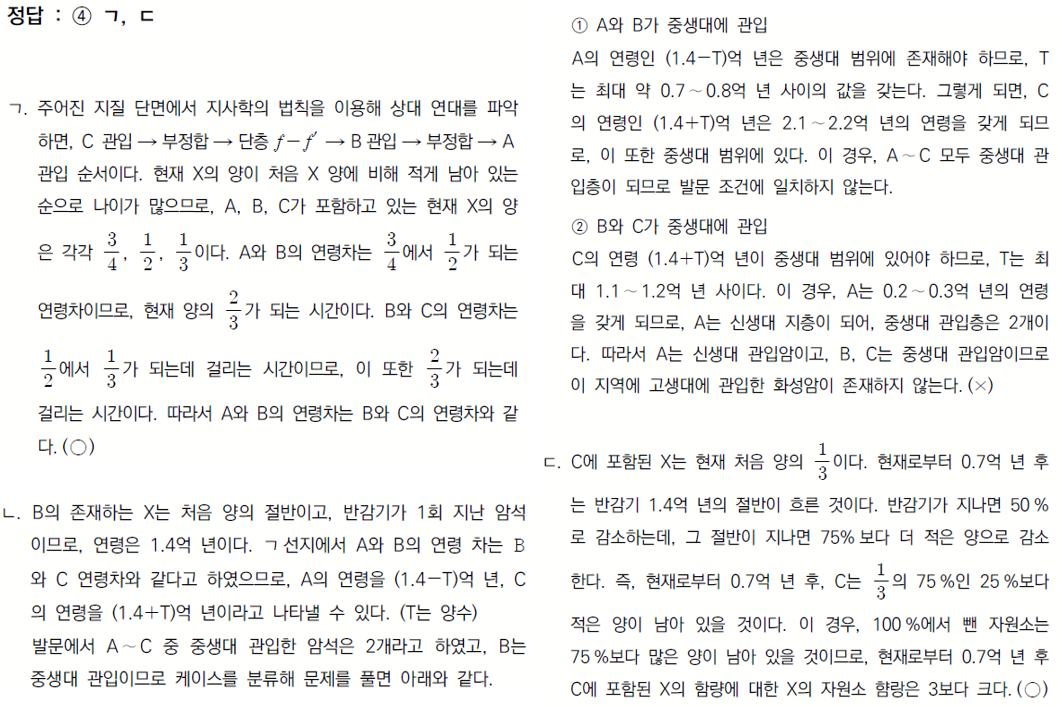 정답 : ④ ㄱ, ㄷ
ㄱ. 주어진 지질 단면에서 지사학의 법칙을 이용해 상대 연대를 파악
하면, C 관입 → 부정합 → 단층 f-f′ → B 관입 → 부정합 → A
관입 순서이다. 현재 X의 양이 처음 X 양에 비해 적게 남아 있는
순으로 나이가 많으므로, A, B, C가 포함하고 있는 현재 X의 양
은 각각 3/4, 1/2, 1/3이다. A와 B의 연령차는 3/4에서 1/2가 되는
연령차이므로, 현재 양의 2/3가 되는 시간이다. B와 C의 연령차는
1/2에서 1/3가 되는데 걸리는 시간이므로, 이 또한 2/3가 되는데
걸리는 시간이다. 따라서 A와 B의 연령차는 B와 C의 연령차와 같
다. (○)
ㄴ. B의 존재하는 X는 처음 양의 절반이고, 반감기가 1회 지난 암석
이므로, 연령은 1.4억 년이다. ㄱ선지에서 A와 B의 연령 차는 B
와 C 연령차와 같다고 하였으므로, A의 연령을 (1.4-T)억 년, C
의 연령을 (1.4+T)억 년이라고 나타낼 수 있다. (T는 양수)
발문에서 A~C 중 중생대 관입한 암석은 2개라고 하였고, B는
중생대 관입이므로 케이스를 분류해 문제를 풀면 아래와 같다.
① A와 B가 중생대에 관입
A의 연령인 (1.4-T)억 년은 중생대 범위에 존재해야 하므로, T
는 최대 약 0.7~0.8억 년 사이의 값을 갖는다. 그렇게 되면, C
의 연령인 (1.4+T)억 년은 2.1~2.2억 년의 연령을 갖게 되므
로, 이 또한 중생대 범위에 있다. 이 경우, A~C 모두 중생대 관
입층이 되므로 발문 조건에 일치하지 않는다.
② B와 C가 중생대에 관입
C의 연령 (1.4+T)억 년이 중생대 범위에 있어야 하므로, T는 최
대 1.1~1.2억 년 사이다. 이 경우, A는 0.2~0.3억 년의 연령
을 갖게 되므로, A는 신생대 지층이 되어, 중생대 관입층은 2개이
다. 따라서 A는 신생대 관입암이고, B, C는 중생대 관입암이므로
이 지역에 고생대에 관입한 화성암이 존재하지 않는다. (×)
ㄷ. C에 포함된 X는 현재 처음 양의 1/3이다. 현재로부터 0.7억 년 후
는 반감기 1.4억 년의 절반이 흐른 것이다. 반감기가 지나면 50%
로 감소하는데, 그 절반이 지나면 75%보다 더 적은 양으로 감소
한다. 즉, 현재로부터 0.7억 년 후, C는 1/3의 75%인 25%보다
적은 양이 남아 있을 것이다. 이 경우, 100%에서 뺀 자원소는
75%보다 많은 양이 남아 있을 것이므로, 현재로부터 0.7억 년 후
C에 포함된 X의 함량에 대한 X의 자원소 함량은 3보다 크다. (○)